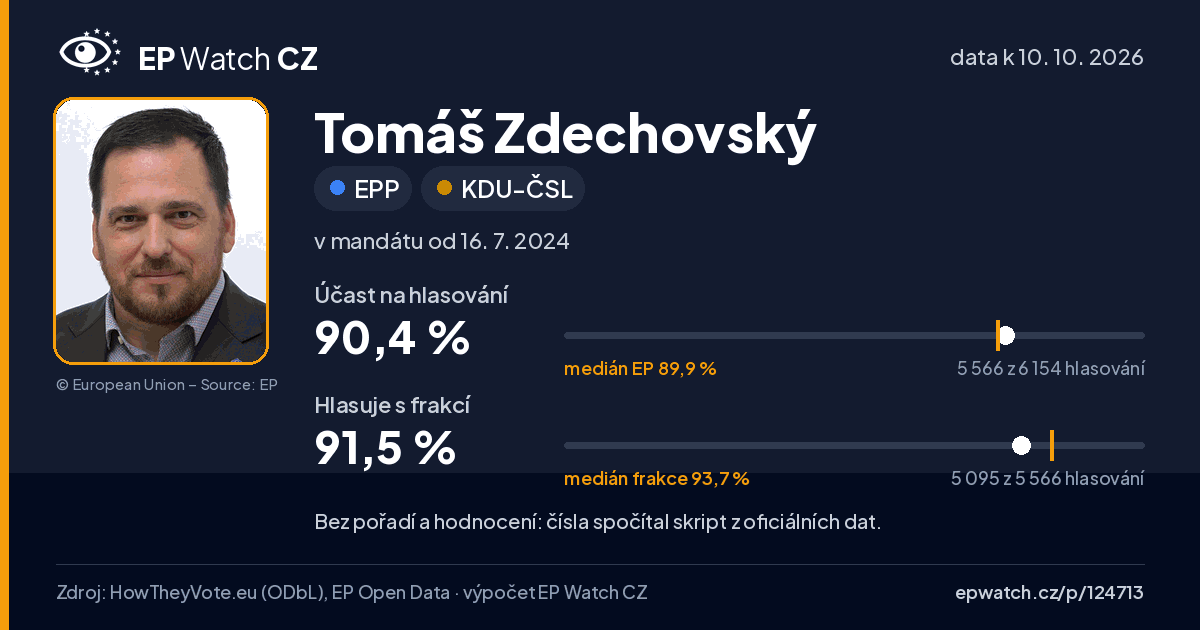 EP Watch CZ
data k 10. 10. 2026
Tomáš Zdechovský
EPP
KDU-ČSL
v mandátu od 16. 7. 2024
Účast na hlasování
90,4 %
medián EP 89,9 %
5 566 z 6 154 hlasování
© European Union – Source: EP
Hlasuje s frakcí
91,5 %
medián frakce 93,7 %
5 095 z 5 566 hlasování
Bez pořadí a hodnocení: čísla spočítal skript z oficiálních dat.
Zdroj: HowTheyVote.eu (ODbL), EP Open Data · výpočet EP Watch CZ
epwatch.cz/p/124713